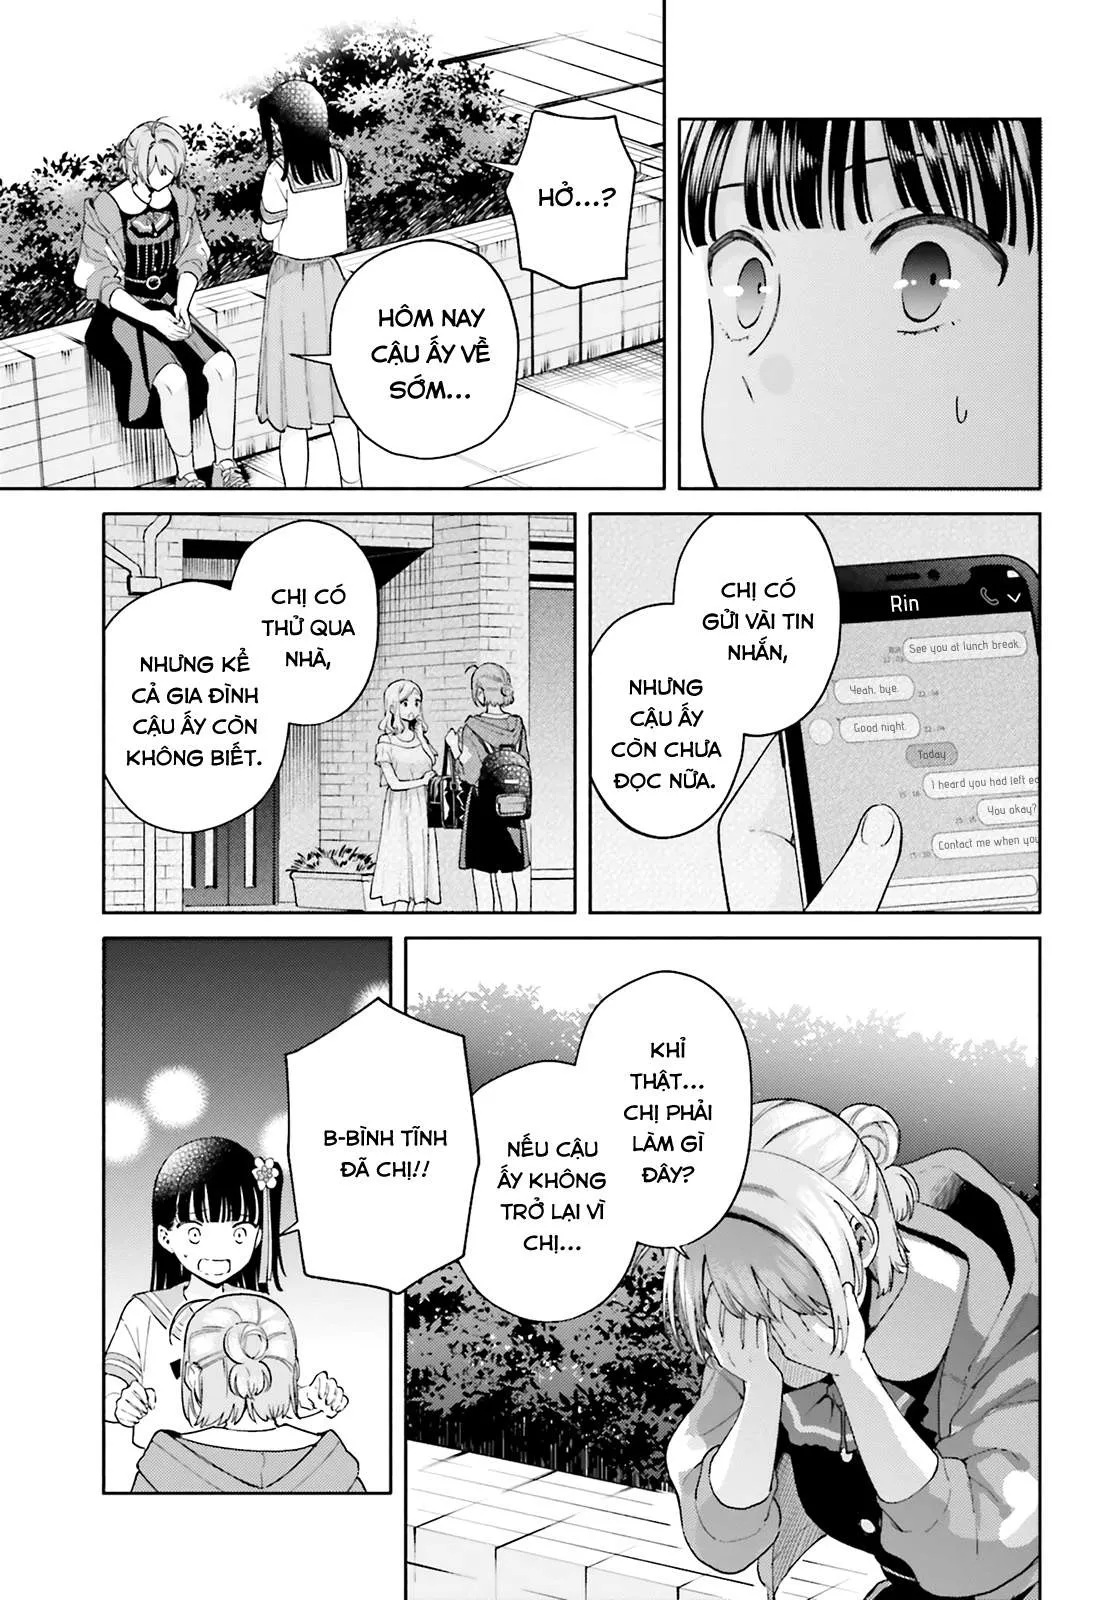 HỞ...?
HÔM NAY
CẬU ẤY VỀ
SỚM...
CHỊ CÓ
GỬI VÀI TIN
NHẮN,
NHƯNG
CẬU ẤY
CÒN CHƯA
ĐỌC NỮA.
Rin
See you at lunch break.
Yeah, bye.
Good night.
Today
I heard you had left ea
You okay?
Contact me when you
CHỊ CÓ
THỬ QUA
NHÀ,
NHƯNG KỂ
CẢ GIA ĐÌNH
CẬU ẤY CÒN
KHÔNG BIẾT.
KHỈ
THẬT...
CHỊ PHẢI
LÀM GÌ
ĐÂY?
NẾU CẬU
ẤY KHÔNG
TRỞ LẠI VÌ
CHỊ...
B-BÌNH TĨNH
ĐÃ CHỊ!!